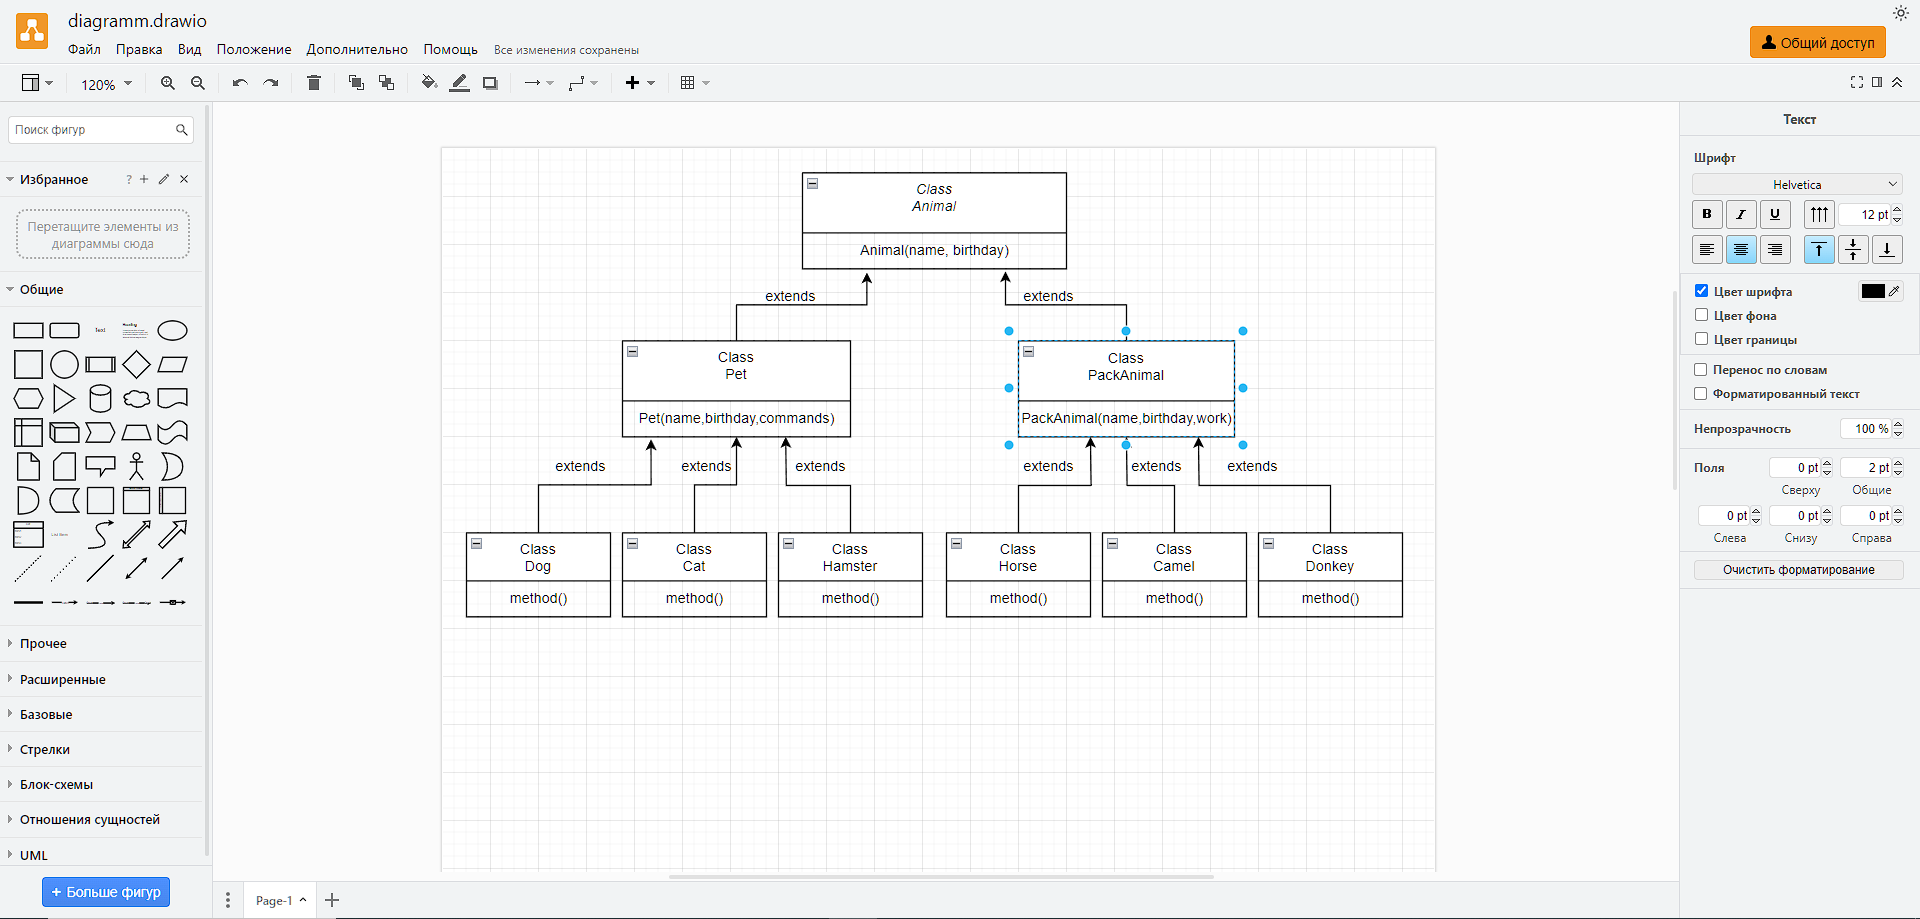 diagramm.drawio
Файл Правка Вид Положение Дополнительно Помощь Все изменения сохранены
Общий доступ
120%
Поиск фигур
Избранное
?
Перетащите элементы из
диаграммы сюда
Общие
Text
Heading
List Item
Прочее
Расширенные
Базовые
Стрелки
Блок-схемы
Отношения сущностей
UML
+ Больше фигур
Class
Animal
Animal(name, birthday)
extends
extends
Class
Pet
Pet(name,birthday,commands)
Class
PackAnimal
PackAnimal(name,birthday,work)
extends
extends
extends
extends
extends
extends
Class
Dog
method()
Class
Cat
method()
Class
Hamster
method()
Class
Horse
method()
Class
Camel
method()
Class
Donkey
method()
Page-1
Текст
Шрифт
Helvetica
B I U
12 pt
Цвет шрифта
Цвет фона
Цвет границы
Перенос по словам
Форматированный текст
Непрозрачность
100 %
Поля
0 pt
2 pt
Сверху
Общие
0 pt
0 pt
0 pt
Слева
Снизу
Справа
Очистить форматирование